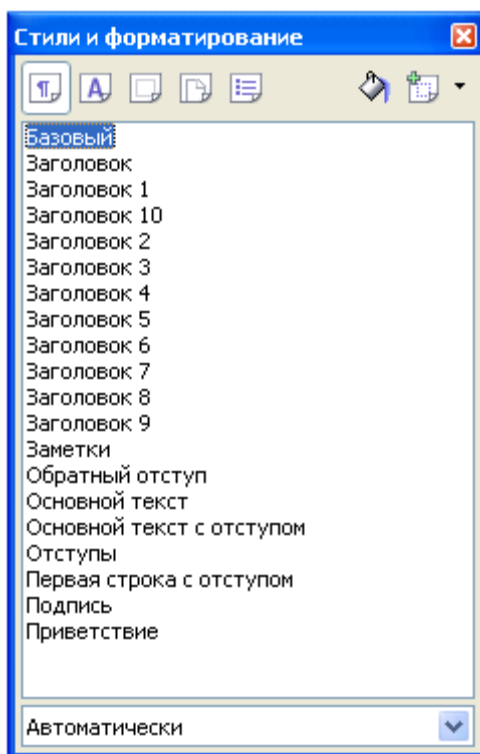 Стили и форматирование
Базовый
Заголовок
Заголовок 1
Заголовок 10
Заголовок 2
Заголовок 3
Заголовок 4
Заголовок 5
Заголовок 6
Заголовок 7
Заголовок 8
Заголовок 9
Заметки
Обратный отступ
Основной текст
Основной текст с отступом
Отступы
Первая строка с отступом
Подпись
Приветствие
Автоматически